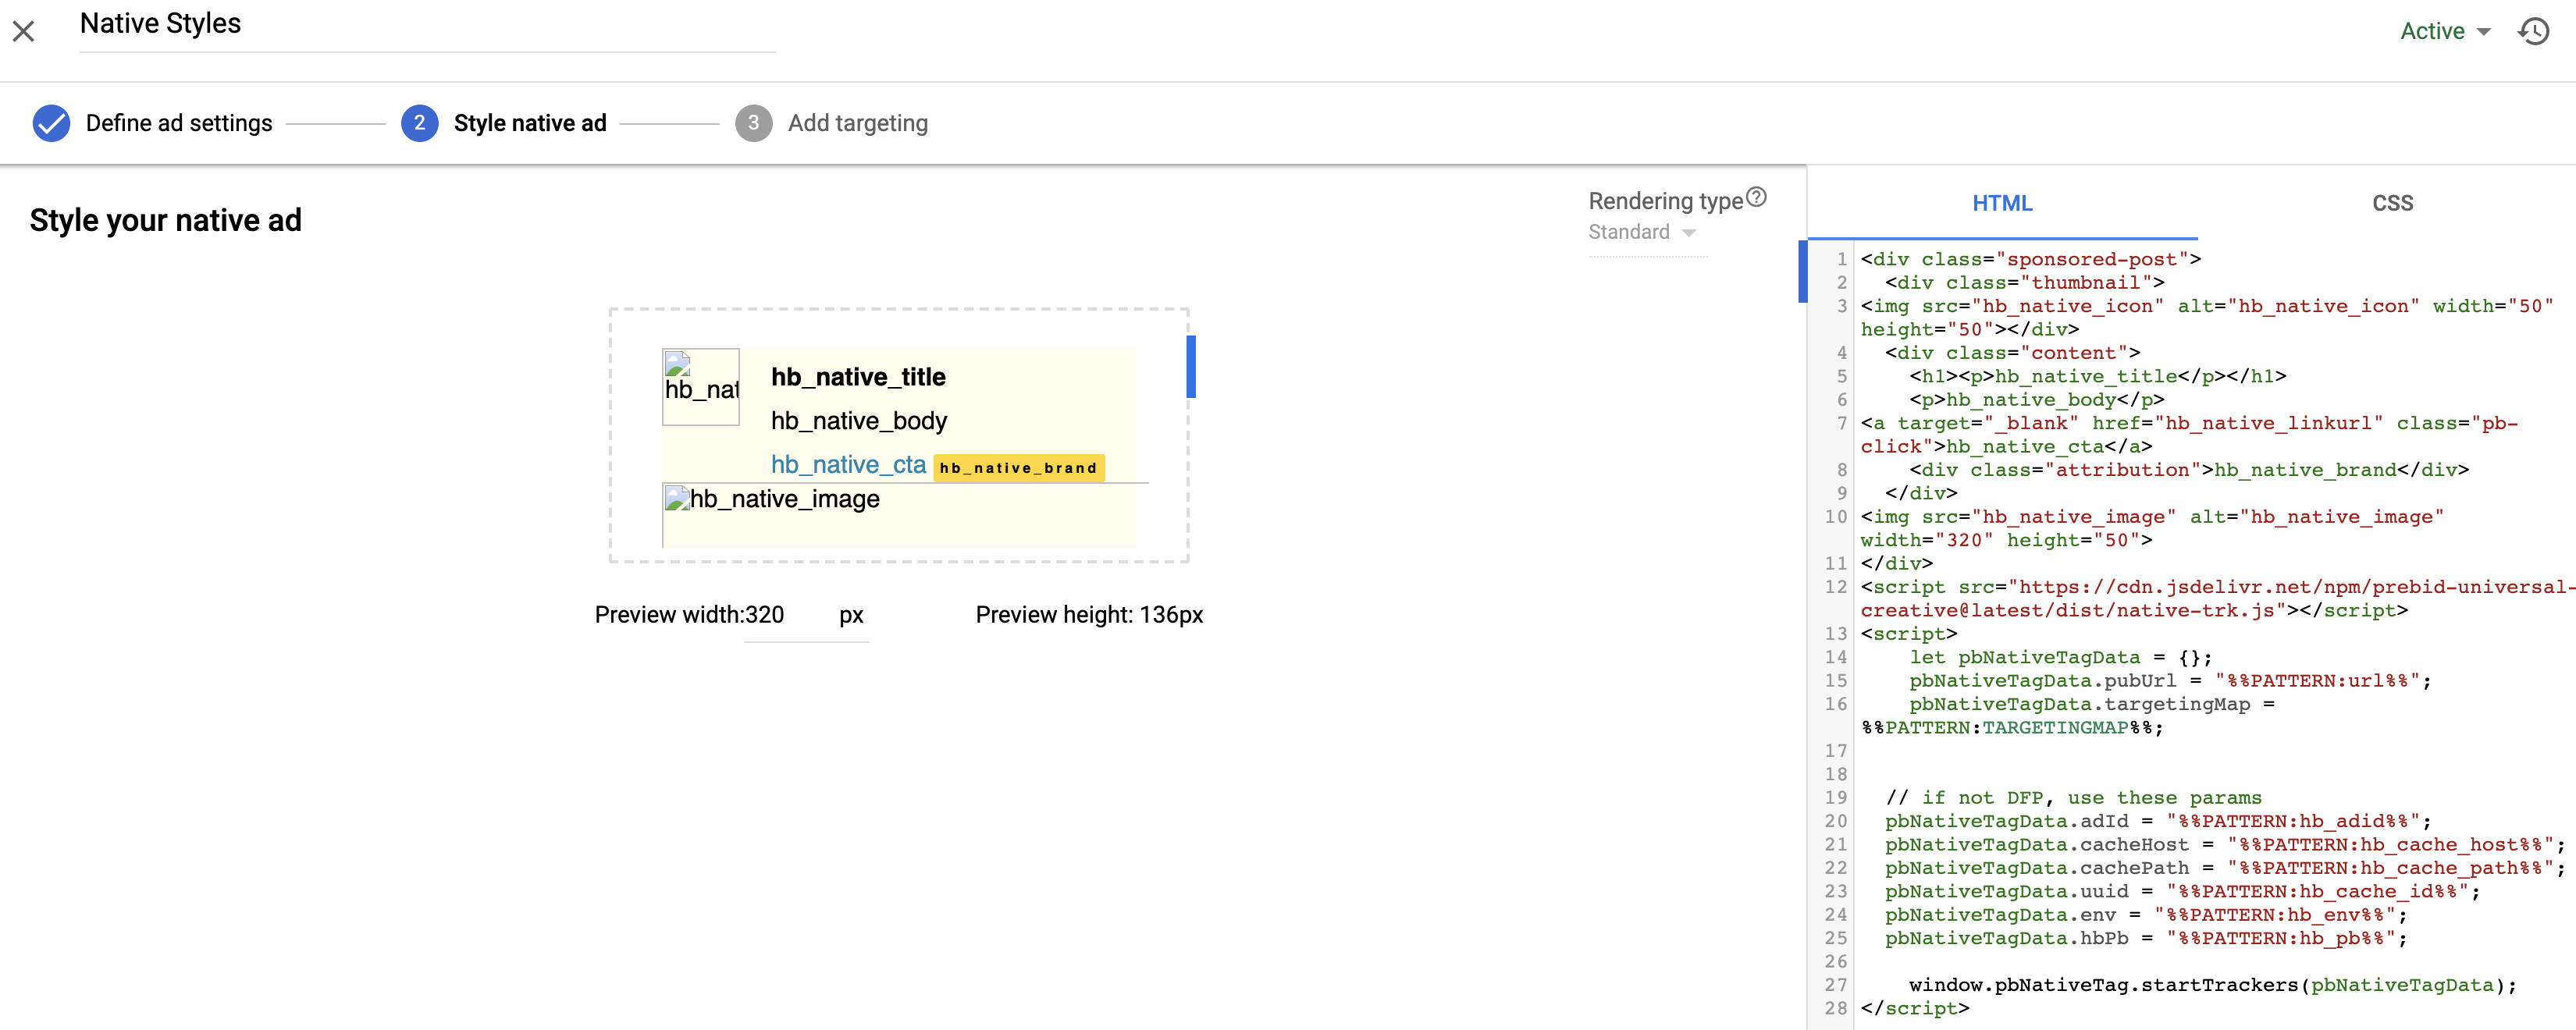 Native Styles
Active
Define ad settings
2 Style native ad
3 Add targeting
Style your native ad
Rendering type
Standard
hb_nat
hb_native_title
hb_native_body
hb_native_cta hb_native_brand
hb_native_image
Preview width:320 px Preview height: 136px
HTML CSS
1 <div class="sponsored-post">
2 <div class="thumbnail">
3 <img src="hb_native_icon" alt="hb_native_icon" width="50"
height="50"></div>
4 <div class="content">
5 <h1><p>hb_native_title</p></h1>
6 <p>hb_native_body</p>
7 <a target="_blank" href="hb_native_linkurl" class="pb-
click">hb_native_cta</a>
8 <div class="attribution">hb_native_brand</div>
9 </div>
10 <img src="hb_native_image" alt="hb_native_image"
width="320" height="50">
11 </div>
12 <script src="https://cdn.jsdelivr.net/npm/prebid-universal-
creative@latest/dist/native-trk.js"></script>
13 <script>
14 let pbNativeTagData = {};
15 pbNativeTagData.pubUrl = "%%PATTERN:url%%";
16 pbNativeTagData.targetingMap =
%%PATTERN:TARGETINGMAP%%;
17
18
19 // if not DFP, use these params
20 pbNativeTagData.adId = "%%PATTERN:hb_adid%%";
21 pbNativeTagData.cacheHost = "%%PATTERN:hb_cache_host%%";
22 pbNativeTagData.cachePath = "%%PATTERN:hb_cache_path%%";
23 pbNativeTagData.uuid = "%%PATTERN:hb_cache_id%%";
24 pbNativeTagData.env = "%%PATTERN:hb_env%%";
25 pbNativeTagData.hbPb = "%%PATTERN:hb_pb%%";
26
27 window.pbNativeTag.startTrackers(pbNativeTagData);
28 </script>